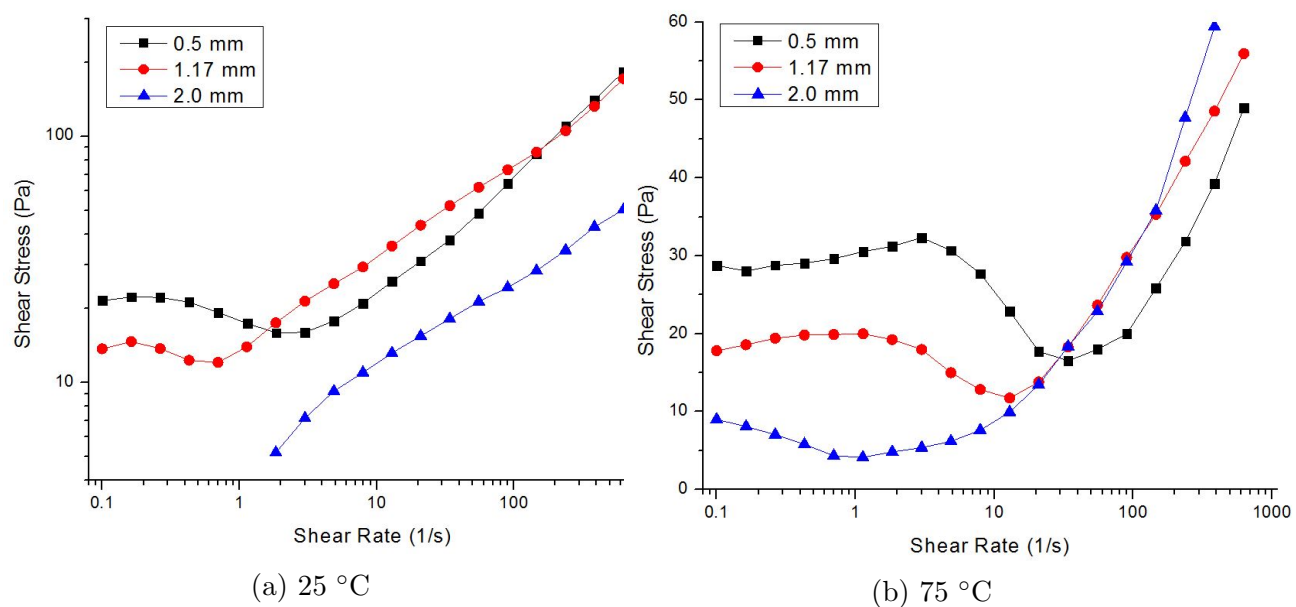 0.5 mm
1.17 mm
2.0 mm
100
10
Shear Stress (Pa)
0.1 1 10 100
Shear Rate (1/s)
(a) 25 °C
0.5 mm
1.17 mm
2.0 mm
60
50
40
30
20
10
0
Shear Stress (Pa)
0.1 1 10 100 1000
Shear Rate (1/s)
(b) 75 °C